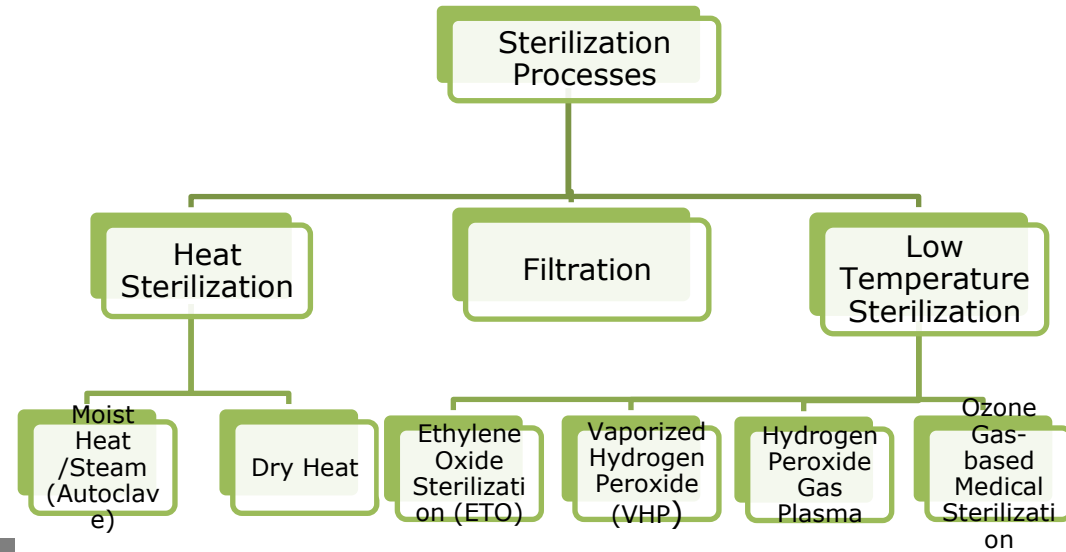 Sterilization
Processes
Heat
Sterilization
Filtration
Low
Temperature
Sterilization
Moist
Heat
/Steam
(Autoclav
e)
Dry Heat
Ethylene
Oxide
Sterilizati
on (ETO)
Vaporized
Hydrogen
Peroxide
(VHP)
Hydrogen
Peroxide
Gas
Plasma
Ozone
Gas-
based
Medical
Sterilizati
on